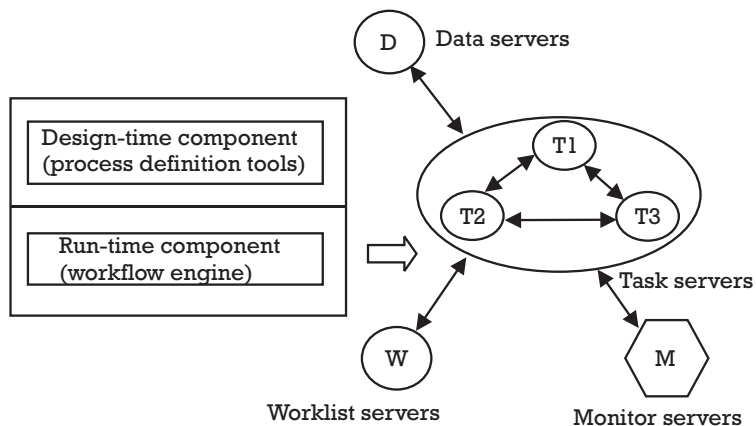 D
Data servers
Design-time component
(process definition tools)
T1
T2
T3
Run-time component
(workflow engine)
Task servers
W
M
Worklist servers
Monitor servers